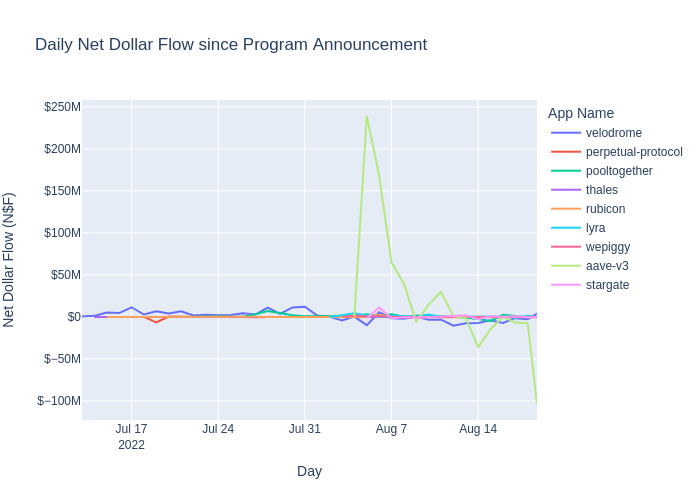 Daily Net Dollar Flow since Program Announcement
Net Dollar Flow (N$F)
$250M
$200M
$150M
$100M
$50M
$0
−$50M
−$100M
Jul 17
2022
Jul 24
Jul 31
Aug 7
Aug 14
Day
App Name
velodrome
perpetual-protocol
pooltogether
thales
rubicon
lyra
wepiggy
aave-v3
stargate